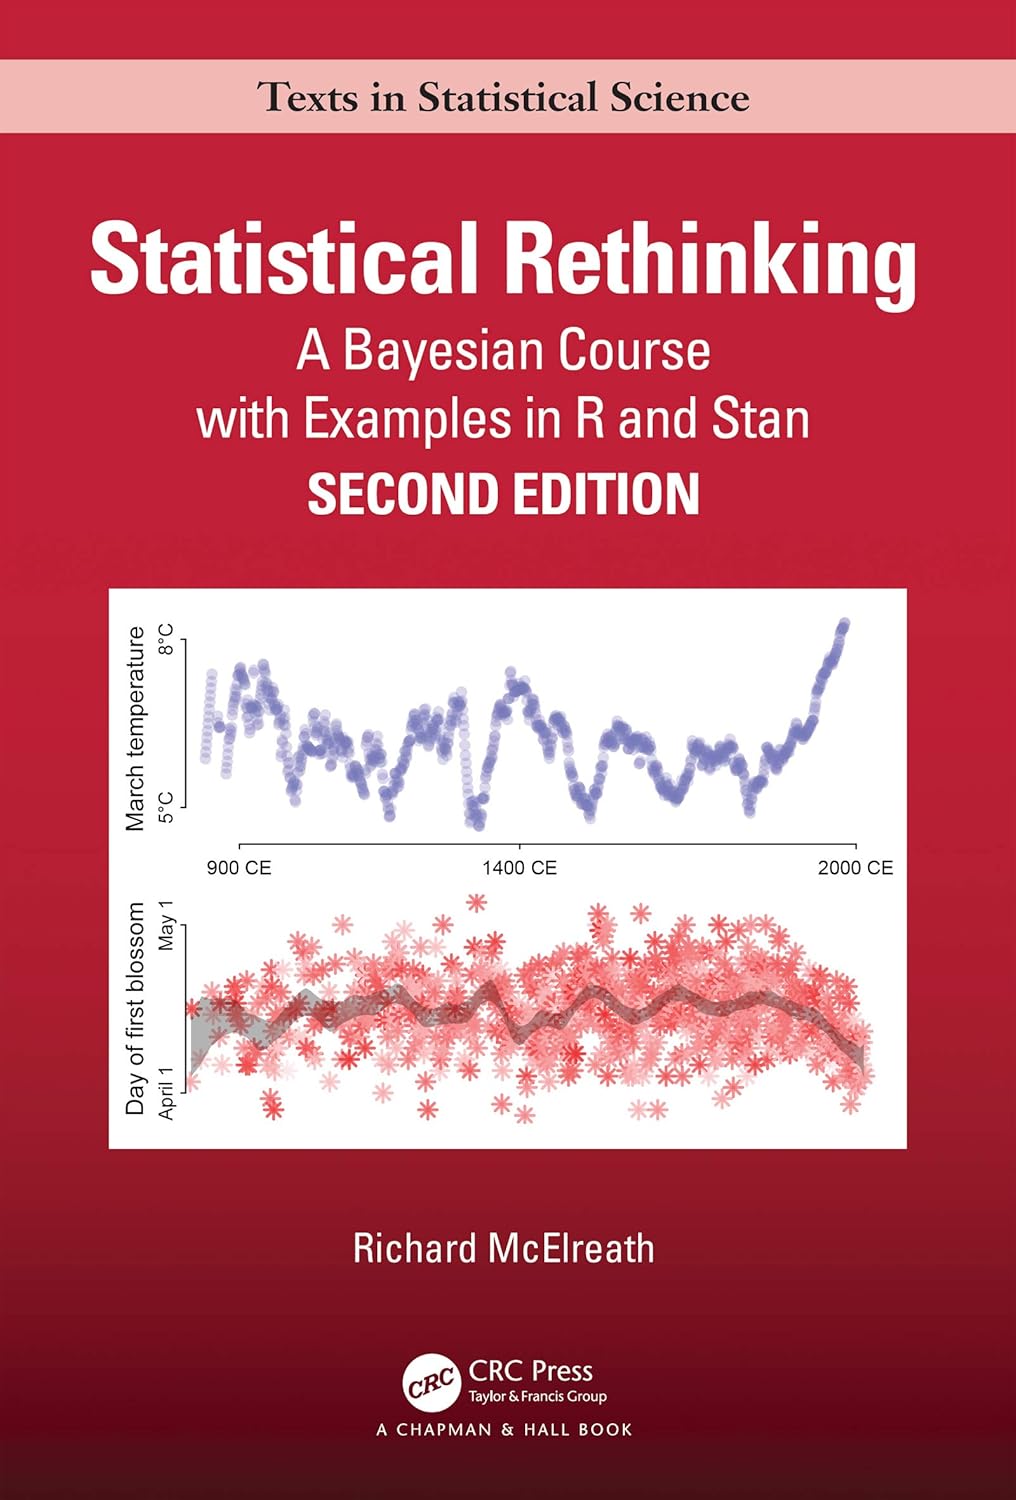 Texts in Statistical Science
Statistical Rethinking
A Bayesian Course
with Examples in R and Stan
SECOND EDITION
March temperature
8°C
5°C
900 CE
1400 CE
2000 CE
Day of first blossom
May 1
April 1
Richard McElreath
CRC
CRC Press
Taylor & Francis Group
A CHAPMAN & HALL BOOK